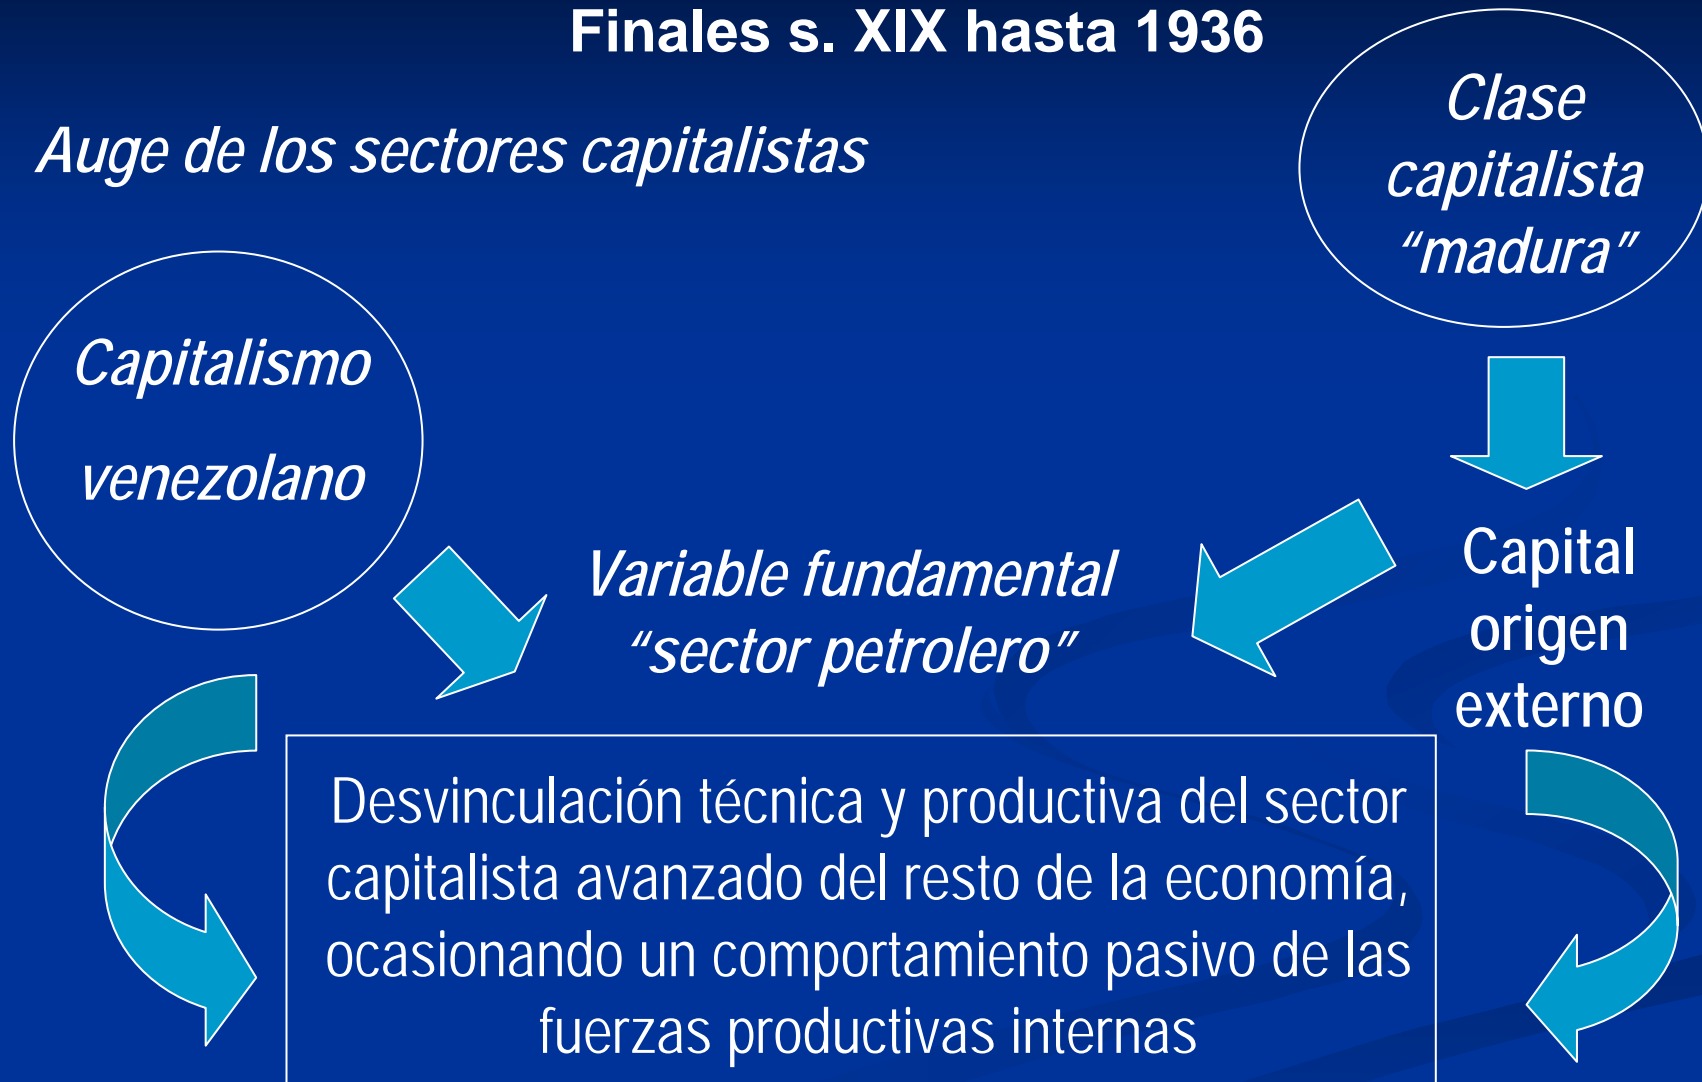 Finales s. XIX hasta 1936
Auge de los sectores capitalistas
Clase
capitalista
“madura”
Capitalismo
venezolano
Variable fundamental
“sector petrolero”
Capital
origen
externo
Desvinculación técnica y productiva del sector
capitalista avanzado del resto de la economía,
ocasionando un comportamiento pasivo de las
fuerzas productivas internas